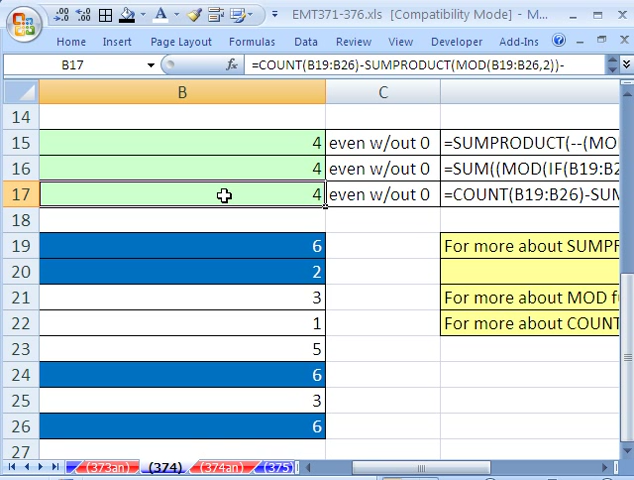 EMT371-376.xls [Compatibility Mode] - M...
Home Insert Page Layout Formulas Data Review View Developer Add-Ins
B17 fx =COUNT(B19:B26)-SUMPRODUCT(MOD(B19:B26,2))-
B C
14
15 4 even w/out 0 =SUMPRODUCT(--(MO
16 4 even w/out 0 =SUM((MOD(IF(B19:B2
17 4 even w/out 0 =COUNT(B19:B26)-SUM
18
19 6 For more about SUMPR
20 2
21 3 For more about MOD fu
22 1 For more about COUNT
23 5
24 6
25 3
26 6
27
(373an) (374) (374an) (375)